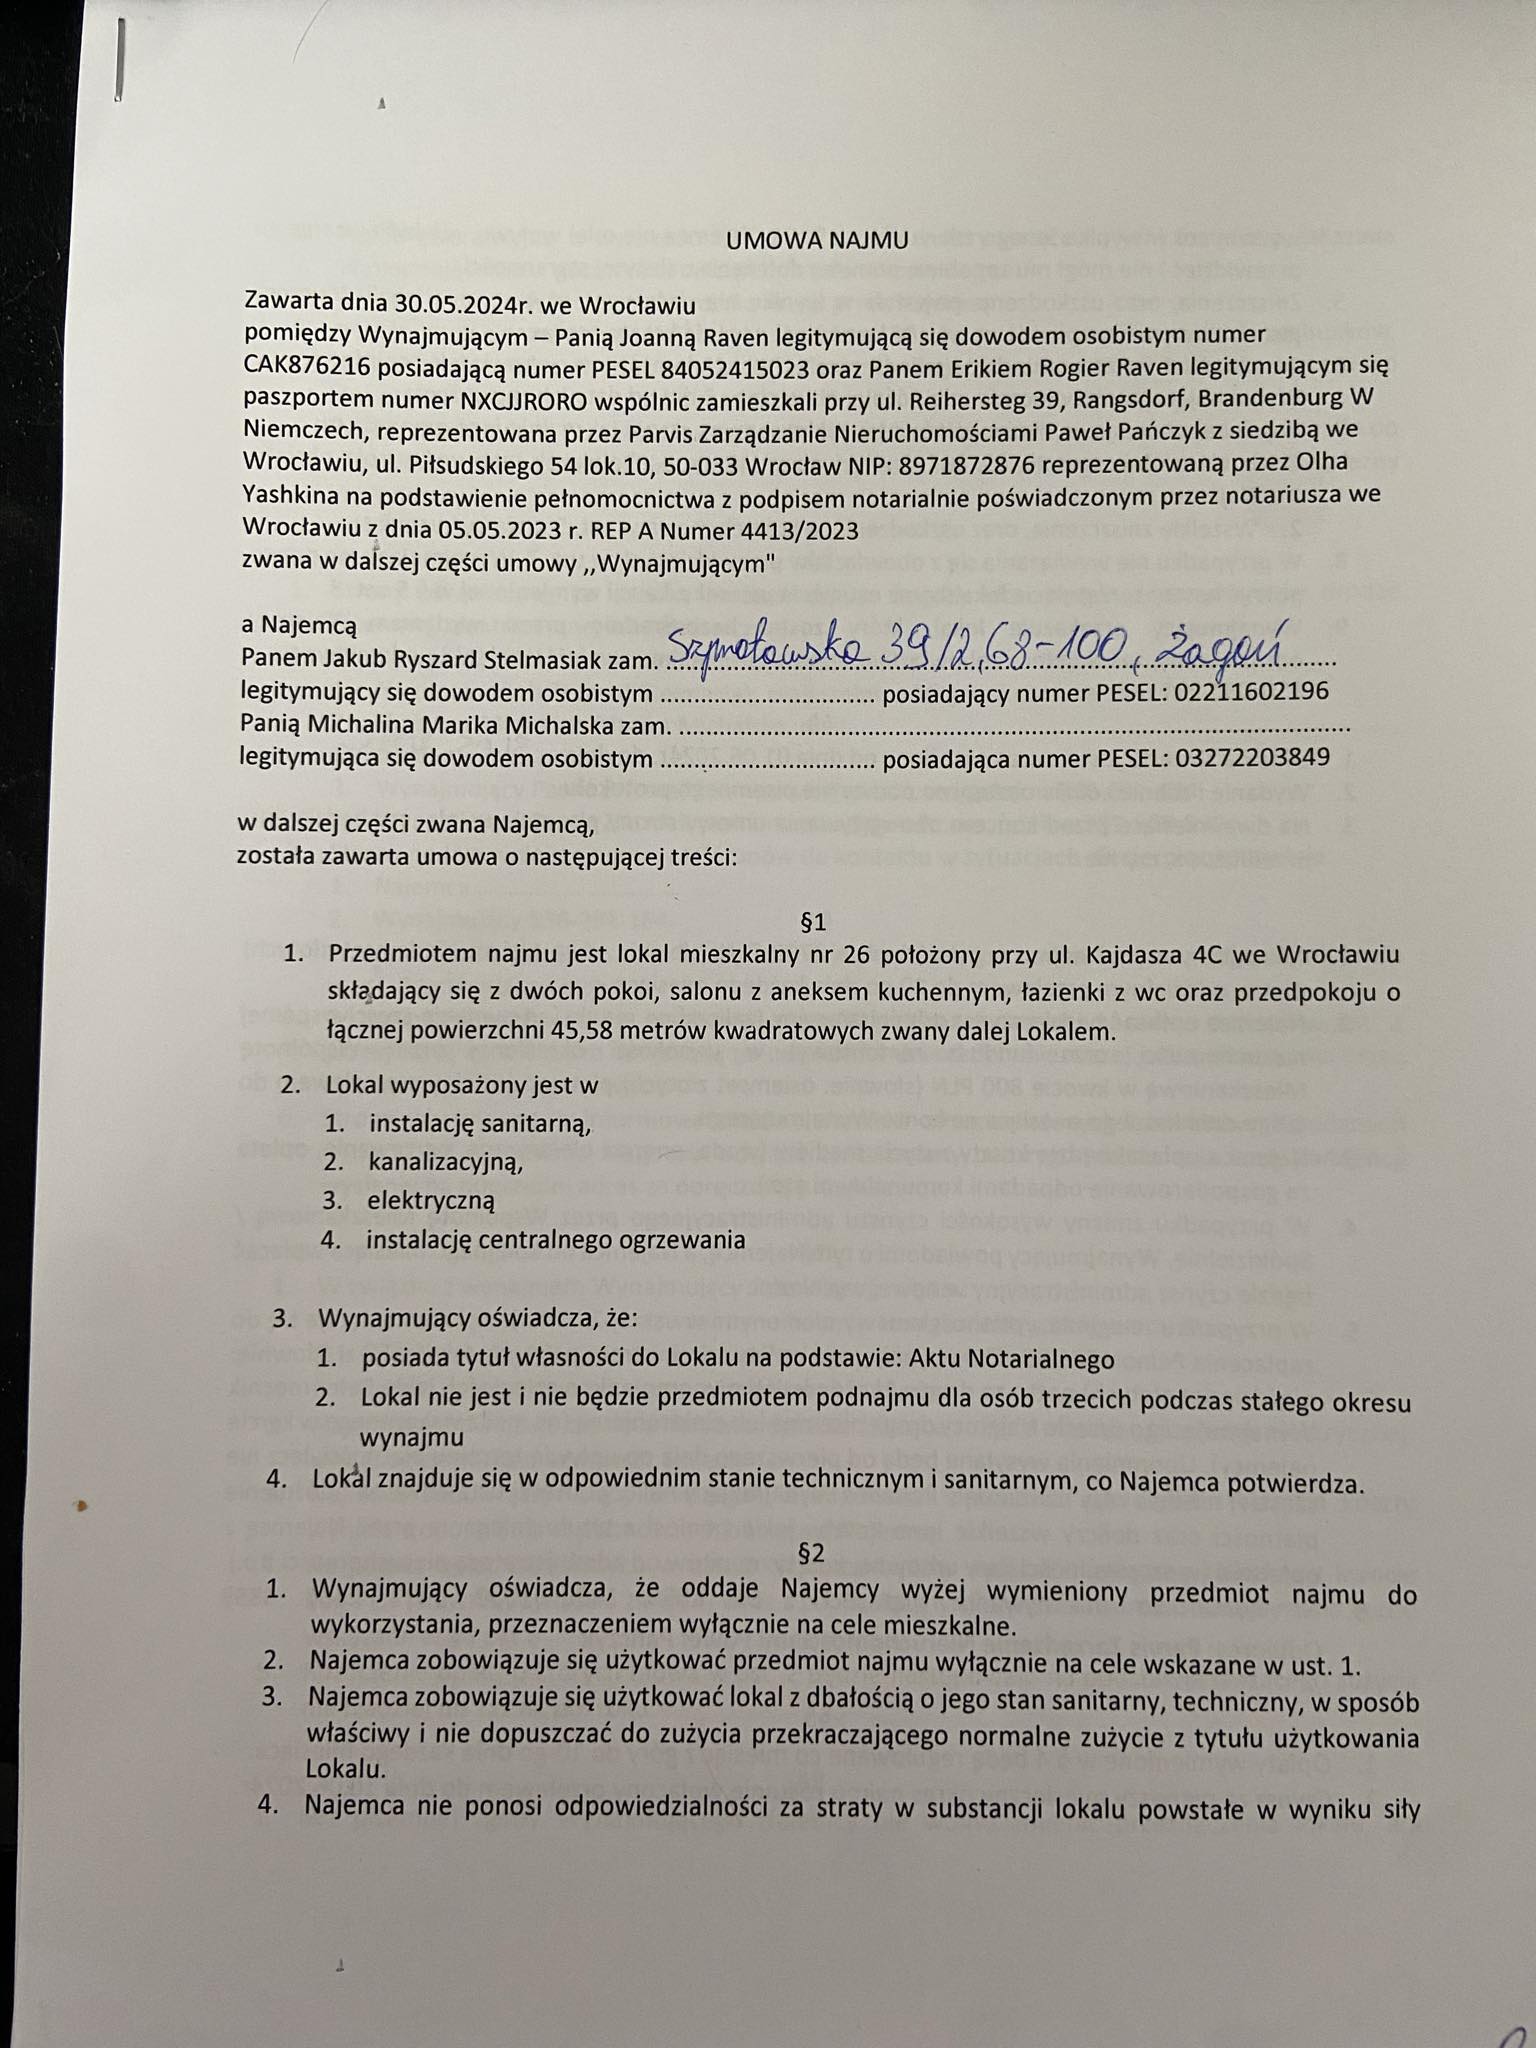 UMOWA NAJMU
Zawarta dnia 30.05.2024r. we Wrocławiu
pomiędzy Wynajmującym – Panią Joanną Raven legitymującą się dowodem osobistym numer
CAK876216 posiadającą numer PESEL 84052415023 oraz Panem Erikiem Rogier Raven legitymującym się
paszportem numer NXCJJRORO wspólnic zamieszkali przy ul. Reihersteg 39, Rangsdorf, Brandenburg W
Niemczech, reprezentowana przez Parvis Zarządzanie Nieruchomościami Paweł Pańczyk z siedzibą we
Wrocławiu, ul. Piłsudskiego 54 lok.10, 50-033 Wrocław NIP: 8971872876 reprezentowaną przez Olha
Yashkina na podstawienie pełnomocnictwa z podpisem notarialnie poświadczonym przez notariusza we
Wrocławiu z dnia 05.05.2023 r. REP A Numer 4413/2023
zwana w dalszej części umowy ,,Wynajmującym"
a Najemcą
Panem Jakub Ryszard Stelmasiak zam. 39/2, 68-100, Żagań
legitymujący się dowodem osobistym .............................. posiadający numer PESEL: 02211602196
Panią Michalina Marika Michalska zam. ..............................
legitymująca się dowodem osobistym .............................. posiadająca numer PESEL: 03272203849
w dalszej części zwana Najemcą,
została zawarta umowa o następującej treści:
§1
1. Przedmiotem najmu jest lokal mieszkalny nr 26 położony przy ul. Kajdasza 4C we Wrocławiu
składający się z dwóch pokoi, salonu z aneksem kuchennym, łazienki z wc oraz przedpokoju o
łącznej powierzchni 45,58 metrów kwadratowych zwany dalej Lokalem.
2. Lokal wyposażony jest w
1. instalację sanitarną,
2. kanalizacyjną,
3. elektryczną
4. instalację centralnego ogrzewania
3. Wynajmujący oświadcza, że:
1. posiada tytuł własności do Lokalu na podstawie: Aktu Notarialnego
2. Lokal nie jest i nie będzie przedmiotem podnajmu dla osób trzecich podczas stałego okresu
wynajmu
4. Lokal znajduje się w odpowiednim stanie technicznym i sanitarnym, co Najemca potwierdza.
§2
1. Wynajmujący oświadcza, że oddaje Najemcy wyżej wymieniony przedmiot najmu do
wykorzystania, przeznaczeniem wyłącznie na cele mieszkalne.
2. Najemca zobowiązuje się użytkować przedmiot najmu wyłącznie na cele wskazane w ust. 1.
3. Najemca zobowiązuje się użytkować lokal z dbałością o jego stan sanitarny, techniczny, w sposób
właściwy i nie dopuszczać do zużycia przekraczającego normalne zużycie z tytułu użytkowania
Lokalu.
4. Najemca nie ponosi odpowiedzialności za straty w substancji lokalu powstałe w wyniku siły